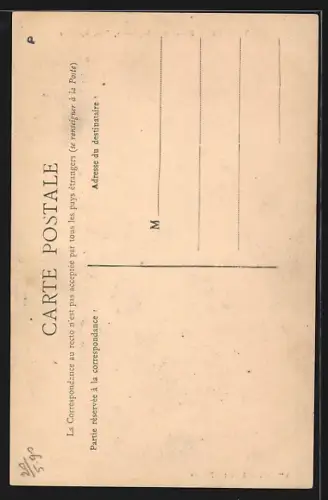 CARTE POSTALE
La Correspondance au recto n'est pas acceptée par tous les pays étrangers (se renseigner à la Poste)
Partie réservée à la correspondance :
Adresse du destinataire :
M
P